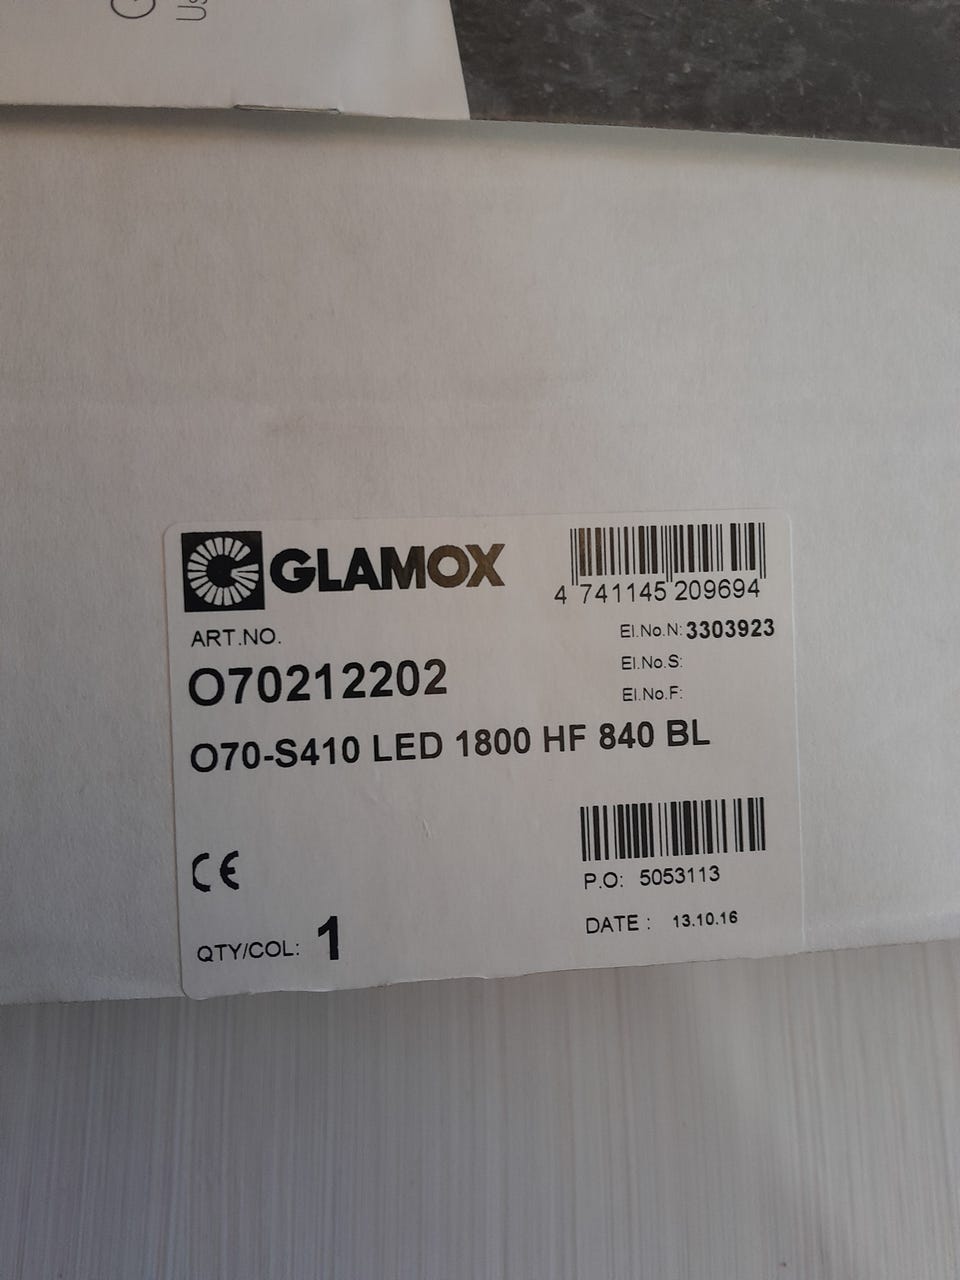 GLAMOX
4 741145 209694
ART.NO.
El.No.N: 3303923
O70212202
El.No.S:
El.No.F:
O70-S410 LED 1800 HF 840 BL
CE
P.O: 5053113
QTY/COL: 1
DATE : 13.10.16